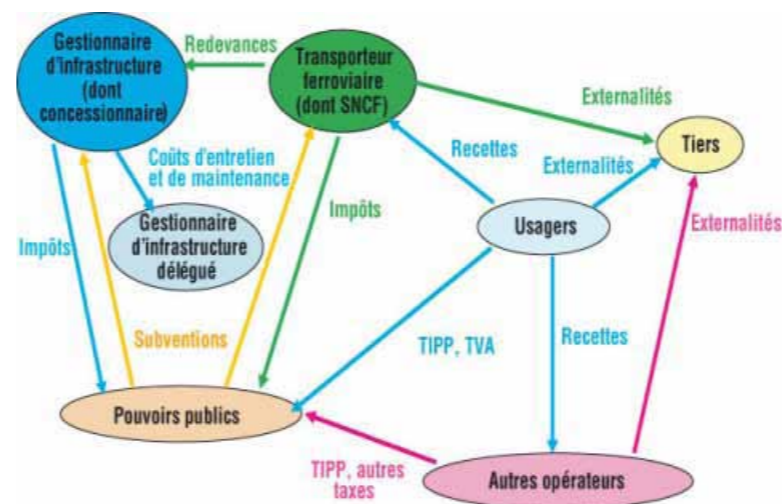 Gestionnaire
d'infrastructure
(dont
concessionnaire)
Redevances
Transporteur
ferroviaire
(dont SNCF)
Externalités
Tiers
Recettes
Externalités
Coûts d'entretien
et de maintenance
Gestionnaire
d'infrastructure
délégué
Impôts
Impôts
Usagers
Externalités
Subventions
TIPP, TVA
Recettes
Pouvoirs publics
TIPP, autres
taxes
Autres opérateurs